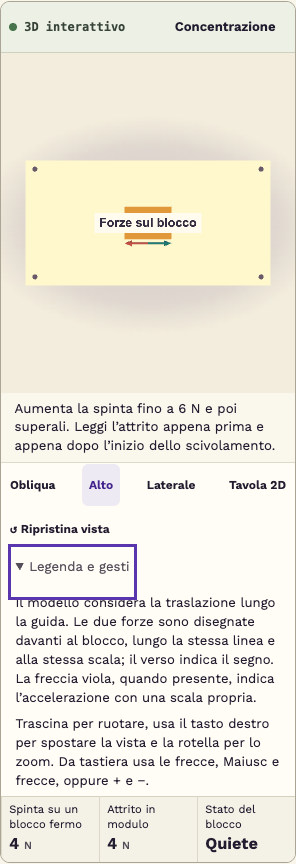 3D interattivo
Concentrazione
Forze sul blocco
Aumenta la spinta fino a 6 N e poi
superali. Leggi l’attrito appena prima e
appena dopo l’inizio dello scivolamento.
Obliqua
Alto
Laterale
Tavola 2D
↺ Ripristina vista
▼ Legenda e gesti
Il modello considera la traslazione lungo
la guida. Le due forze sono disegnate
davanti al blocco, lungo la stessa linea e
alla stessa scala; il verso indica il segno.
La freccia viola, quando presente, indica
l’accelerazione con una scala propria.
Trascina per ruotare, usa il tasto destro
per spostare la vista e la rotella per lo
zoom. Da tastiera usa le frecce, Maiusc e
frecce, oppure + e −.
Spinta su un
blocco fermo
4 N
Attrito in
modulo
4 N
Stato del
blocco
Quiete